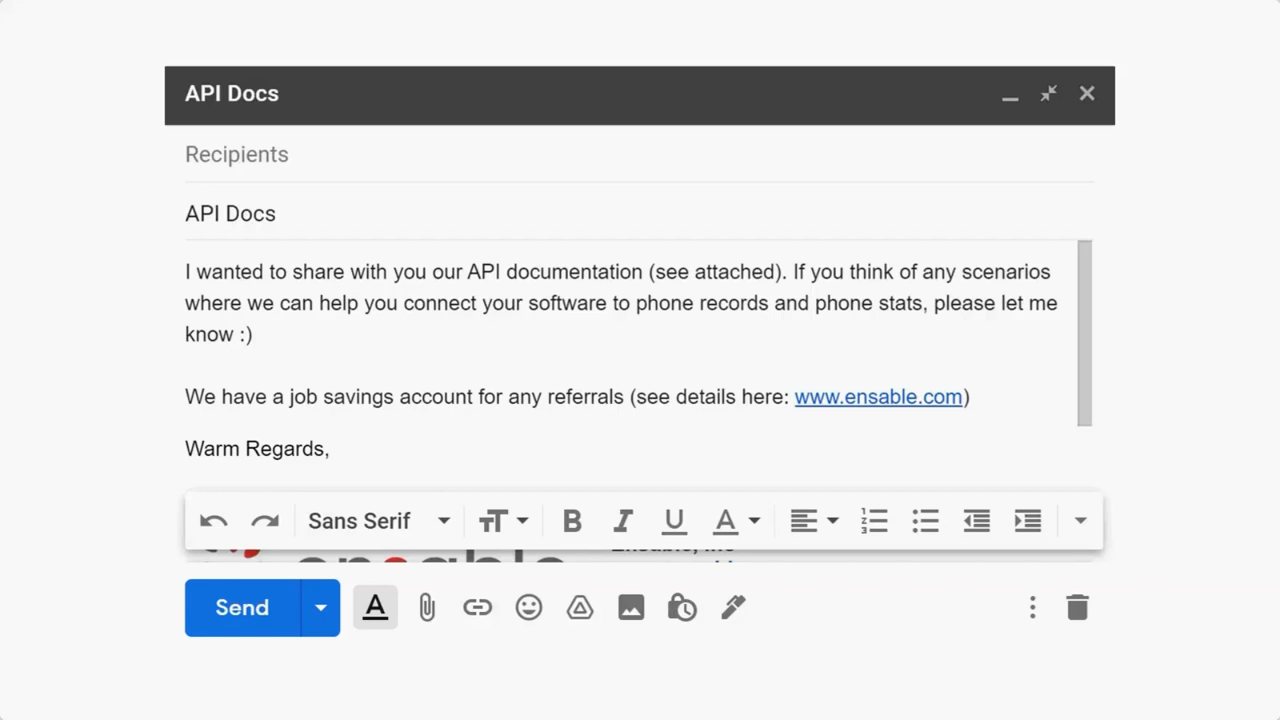 API Docs
Recipients
API Docs
I wanted to share with you our API documentation (see attached). If you think of any scenarios
where we can help you connect your software to phone records and phone stats, please let me
know :)
We have a job savings account for any referrals (see details here: www.ensable.com)
Warm Regards,
Sans Serif
ensable
Ensable, Inc
Send